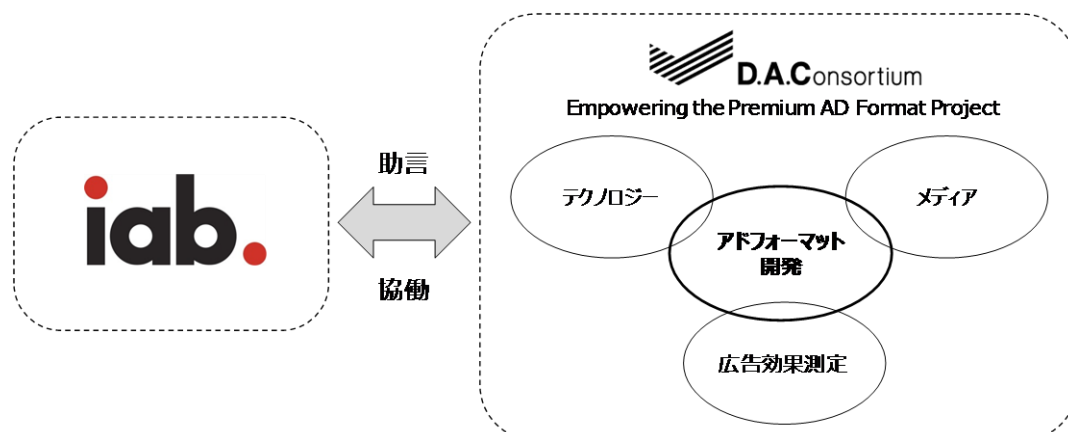 iab.
助言
協働
D.A.Consortium
Empowering the Premium AD Format Project
テクノロジー
メディア
アドフォーマット
開発
広告効果測定